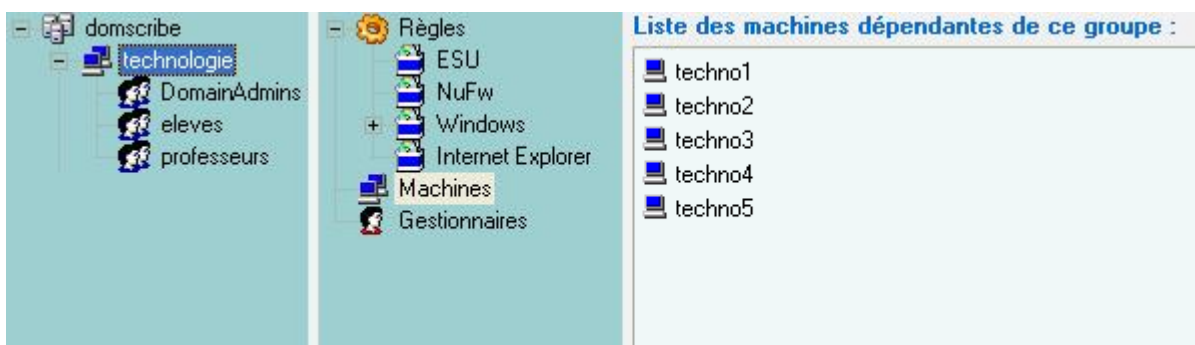 domscribe
technologie
DomainAdmins
eleves
professeurs
Règles
ESU
NuFw
Windows
Internet Explorer
Machines
Gestionnaires
Liste des machines dépendantes de ce groupe :
techno1
techno2
techno3
techno4
techno5